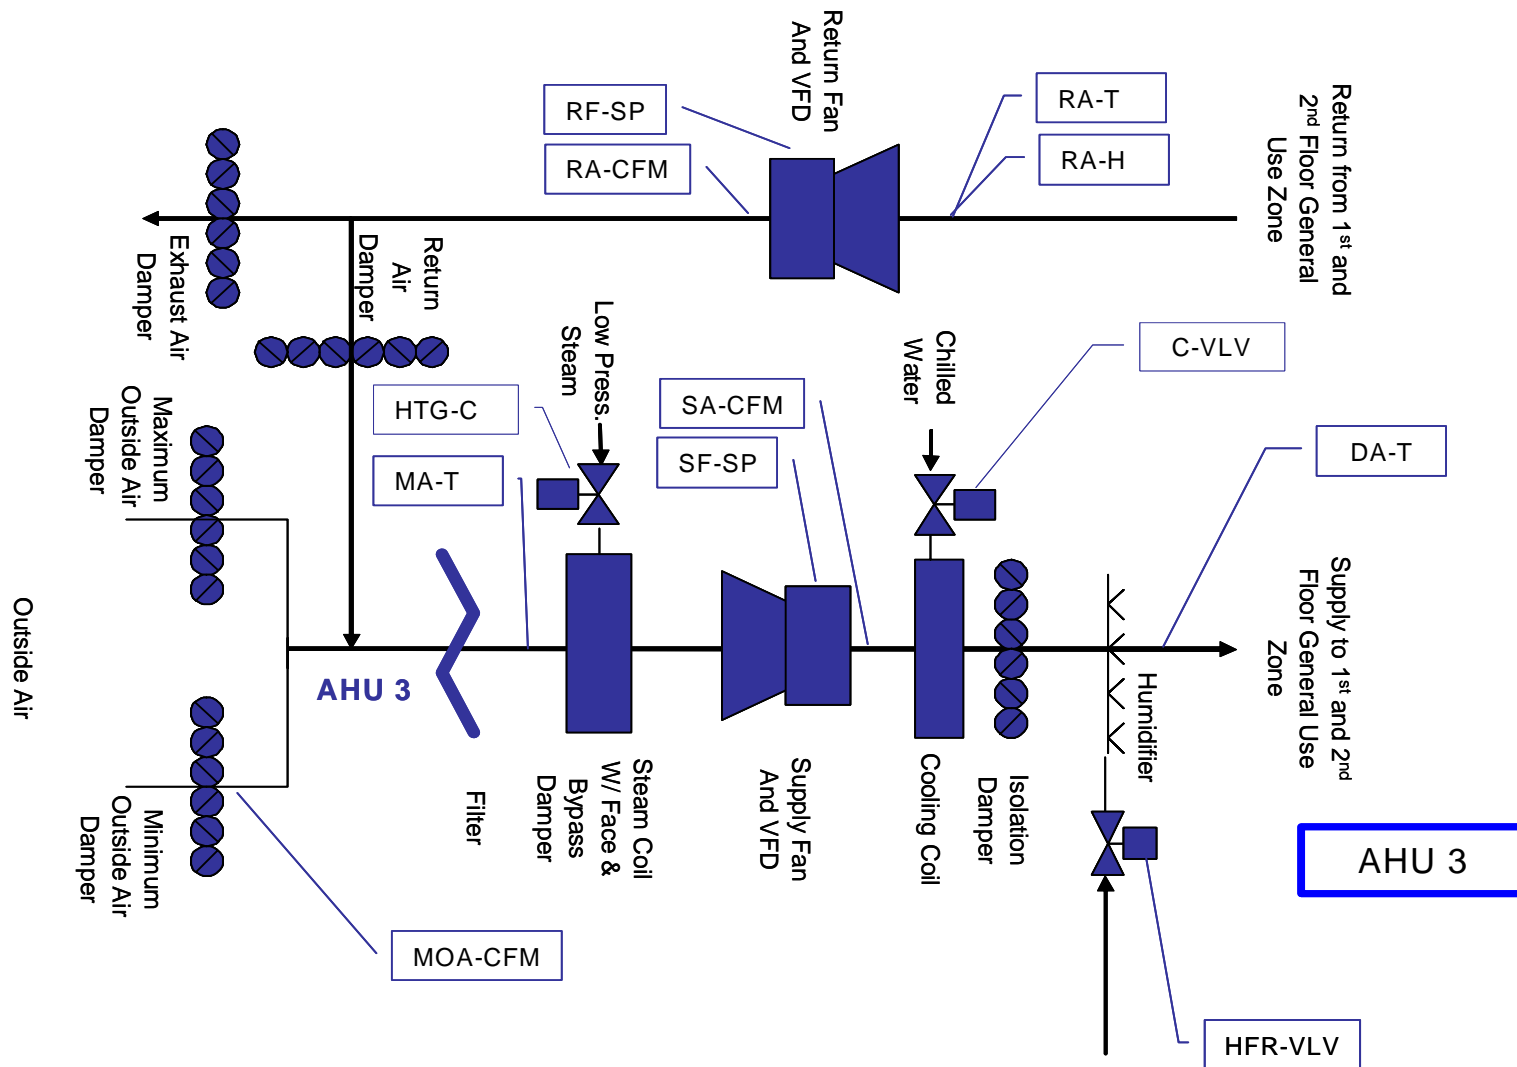 Return Fan
And VFD
RF-SP
RA-CFM
RA-T
RA-H
Return from 1st and
2nd Floor General
Use Zone
Exhaust Air
Damper
Return
Air
Damper
Low Press.
Steam
Chilled
Water
C-VLV
HTG-C
MA-T
SA-CFM
SF-SP
DA-T
Maximum
Outside Air
Damper
Outside Air
Minimum
Outside Air
Damper
AHU 3
Filter
Steam Coil
W/ Face &
Bypass
Damper
Supply Fan
And VFD
Cooling Coil
Isolation
Damper
Humidifier
Supply to 1st and 2nd
Floor General Use
Zone
AHU 3
MOA-CFM
HFR-VLV